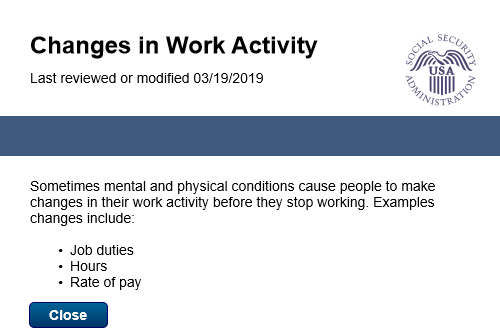 Changes in Work Activity
Last reviewed or modified 03/19/2019
SOCIAL SECURITY
USA
ADMINISTRATION
Sometimes mental and physical conditions cause people to make
changes in their work activity before they stop working. Examples
changes include:
• Job duties
• Hours
• Rate of pay
Close